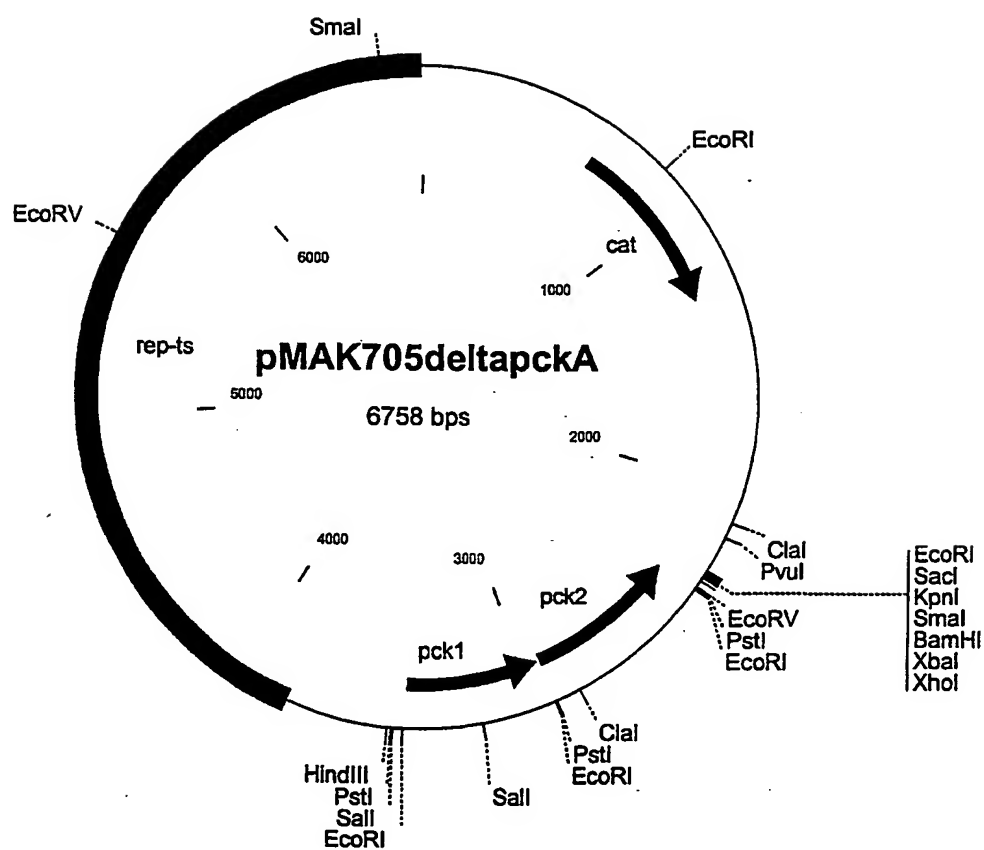 SmaI
EcoRI
EcoRV
6000
cat
1000
rep-ts
pMAK705deltapckA
5000
6758 bps
2000
4000
3000
ClaI
PvuI
EcoRI
SacI
KpnI
SmaI
BamHI
XbaI
XhoI
pck2
EcoRV
PstI
EcoRI
pck1
ClaI
PstI
EcoRI
HindIII
PstI
SalI
EcoRI
SalI